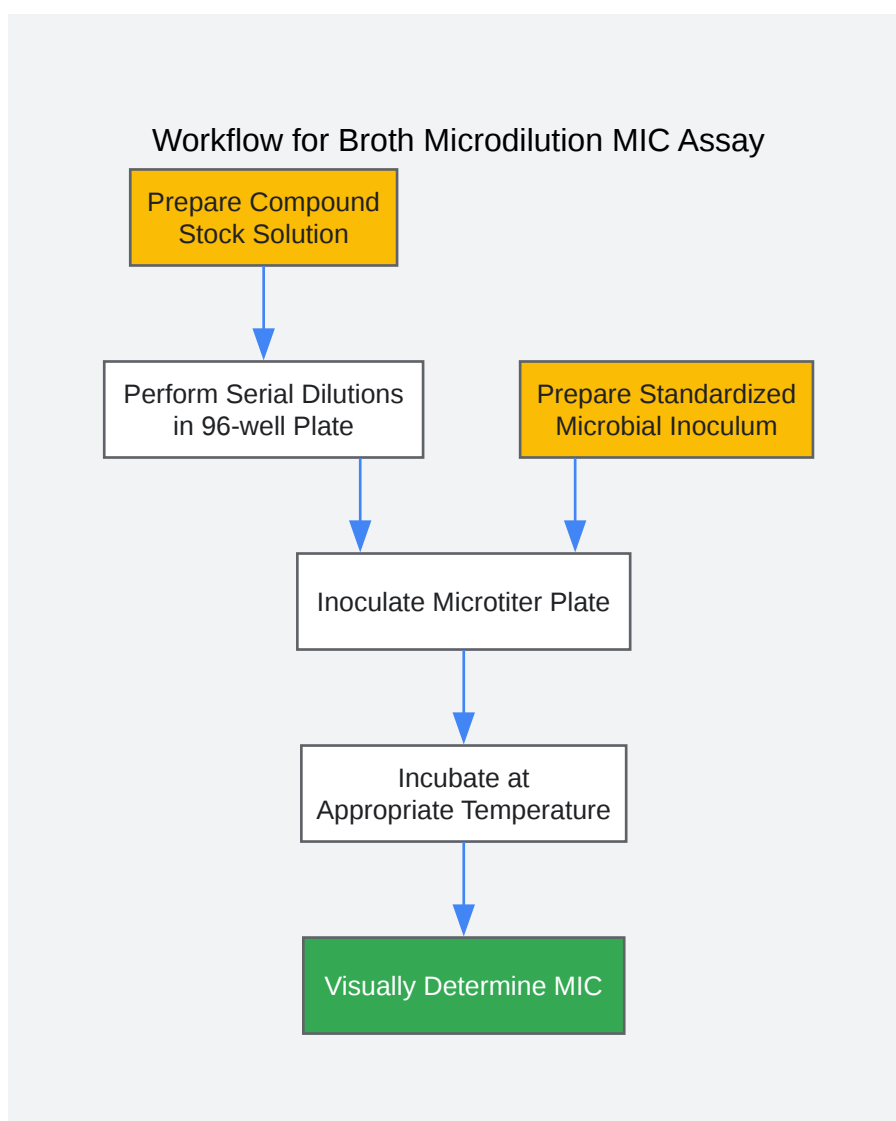 Workflow for Broth Microdilution MIC Assay
Prepare Compound
Stock Solution
Perform Serial Dilutions
in 96-well Plate
Prepare Standardized
Microbial Inoculum
Inoculate Microtiter Plate
Incubate at
Appropriate Temperature
Visually Determine MIC